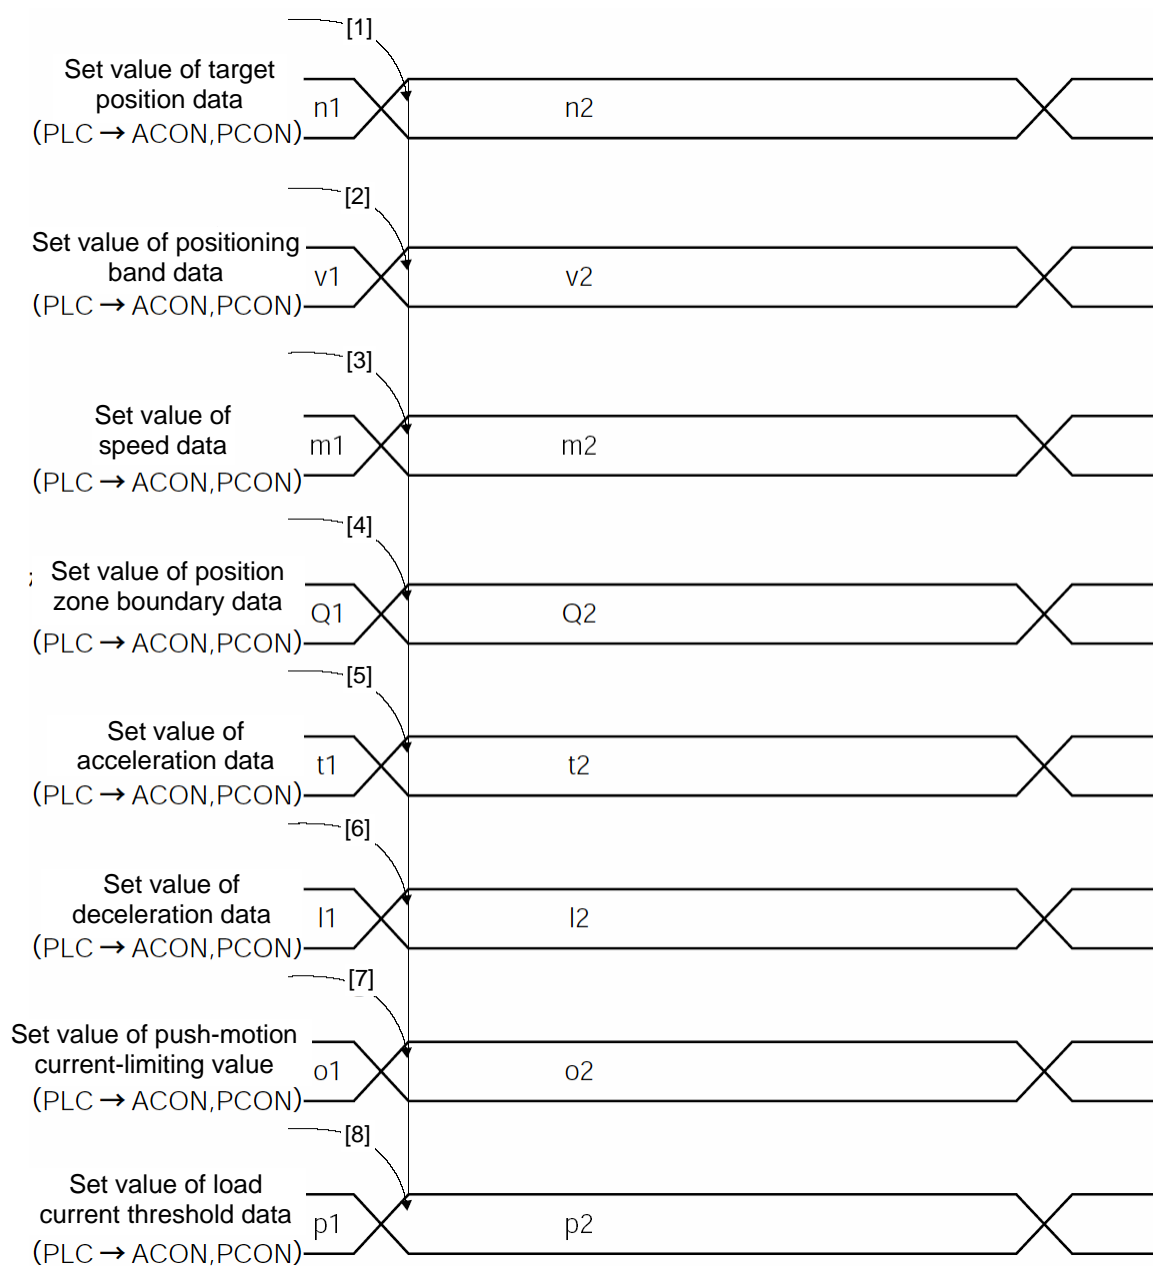 [1]
Set value of target
position data
(PLC → ACON,PCON)
n1
n2
[2]
Set value of positioning
band data
(PLC → ACON,PCON)
v1
v2
[3]
Set value of
speed data
(PLC → ACON,PCON)
m1
m2
[4]
Set value of position
zone boundary data
(PLC → ACON,PCON)
Q1
Q2
[5]
Set value of
acceleration data
(PLC → ACON,PCON)
t1
t2
[6]
Set value of
deceleration data
(PLC → ACON,PCON)
l1
l2
[7]
Set value of push-motion
current-limiting value
(PLC → ACON,PCON)
o1
o2
[8]
Set value of load
current threshold data
(PLC → ACON,PCON)
p1
p2